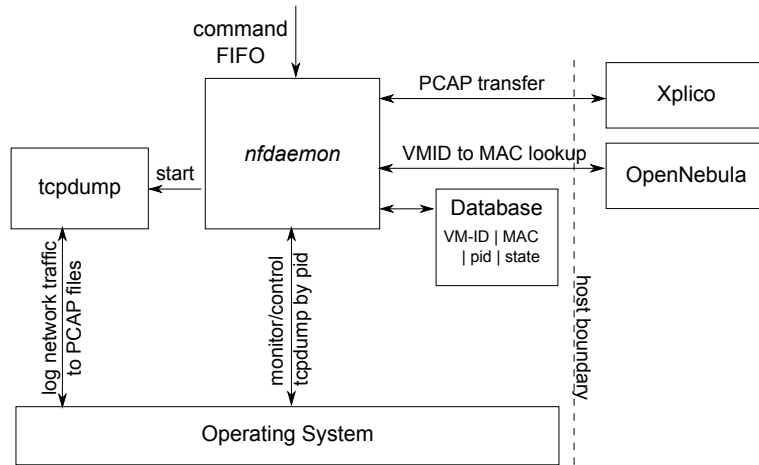 command
FIFO
PCAP transfer
Xplico
nfdaemon
VMID to MAC lookup
OpenNebula
tcpdump
start
Database
VM-ID | MAC
| pid | state
log network traffic
to PCAP files
monitor/control
tcpdump by pid
host boundary
Operating System